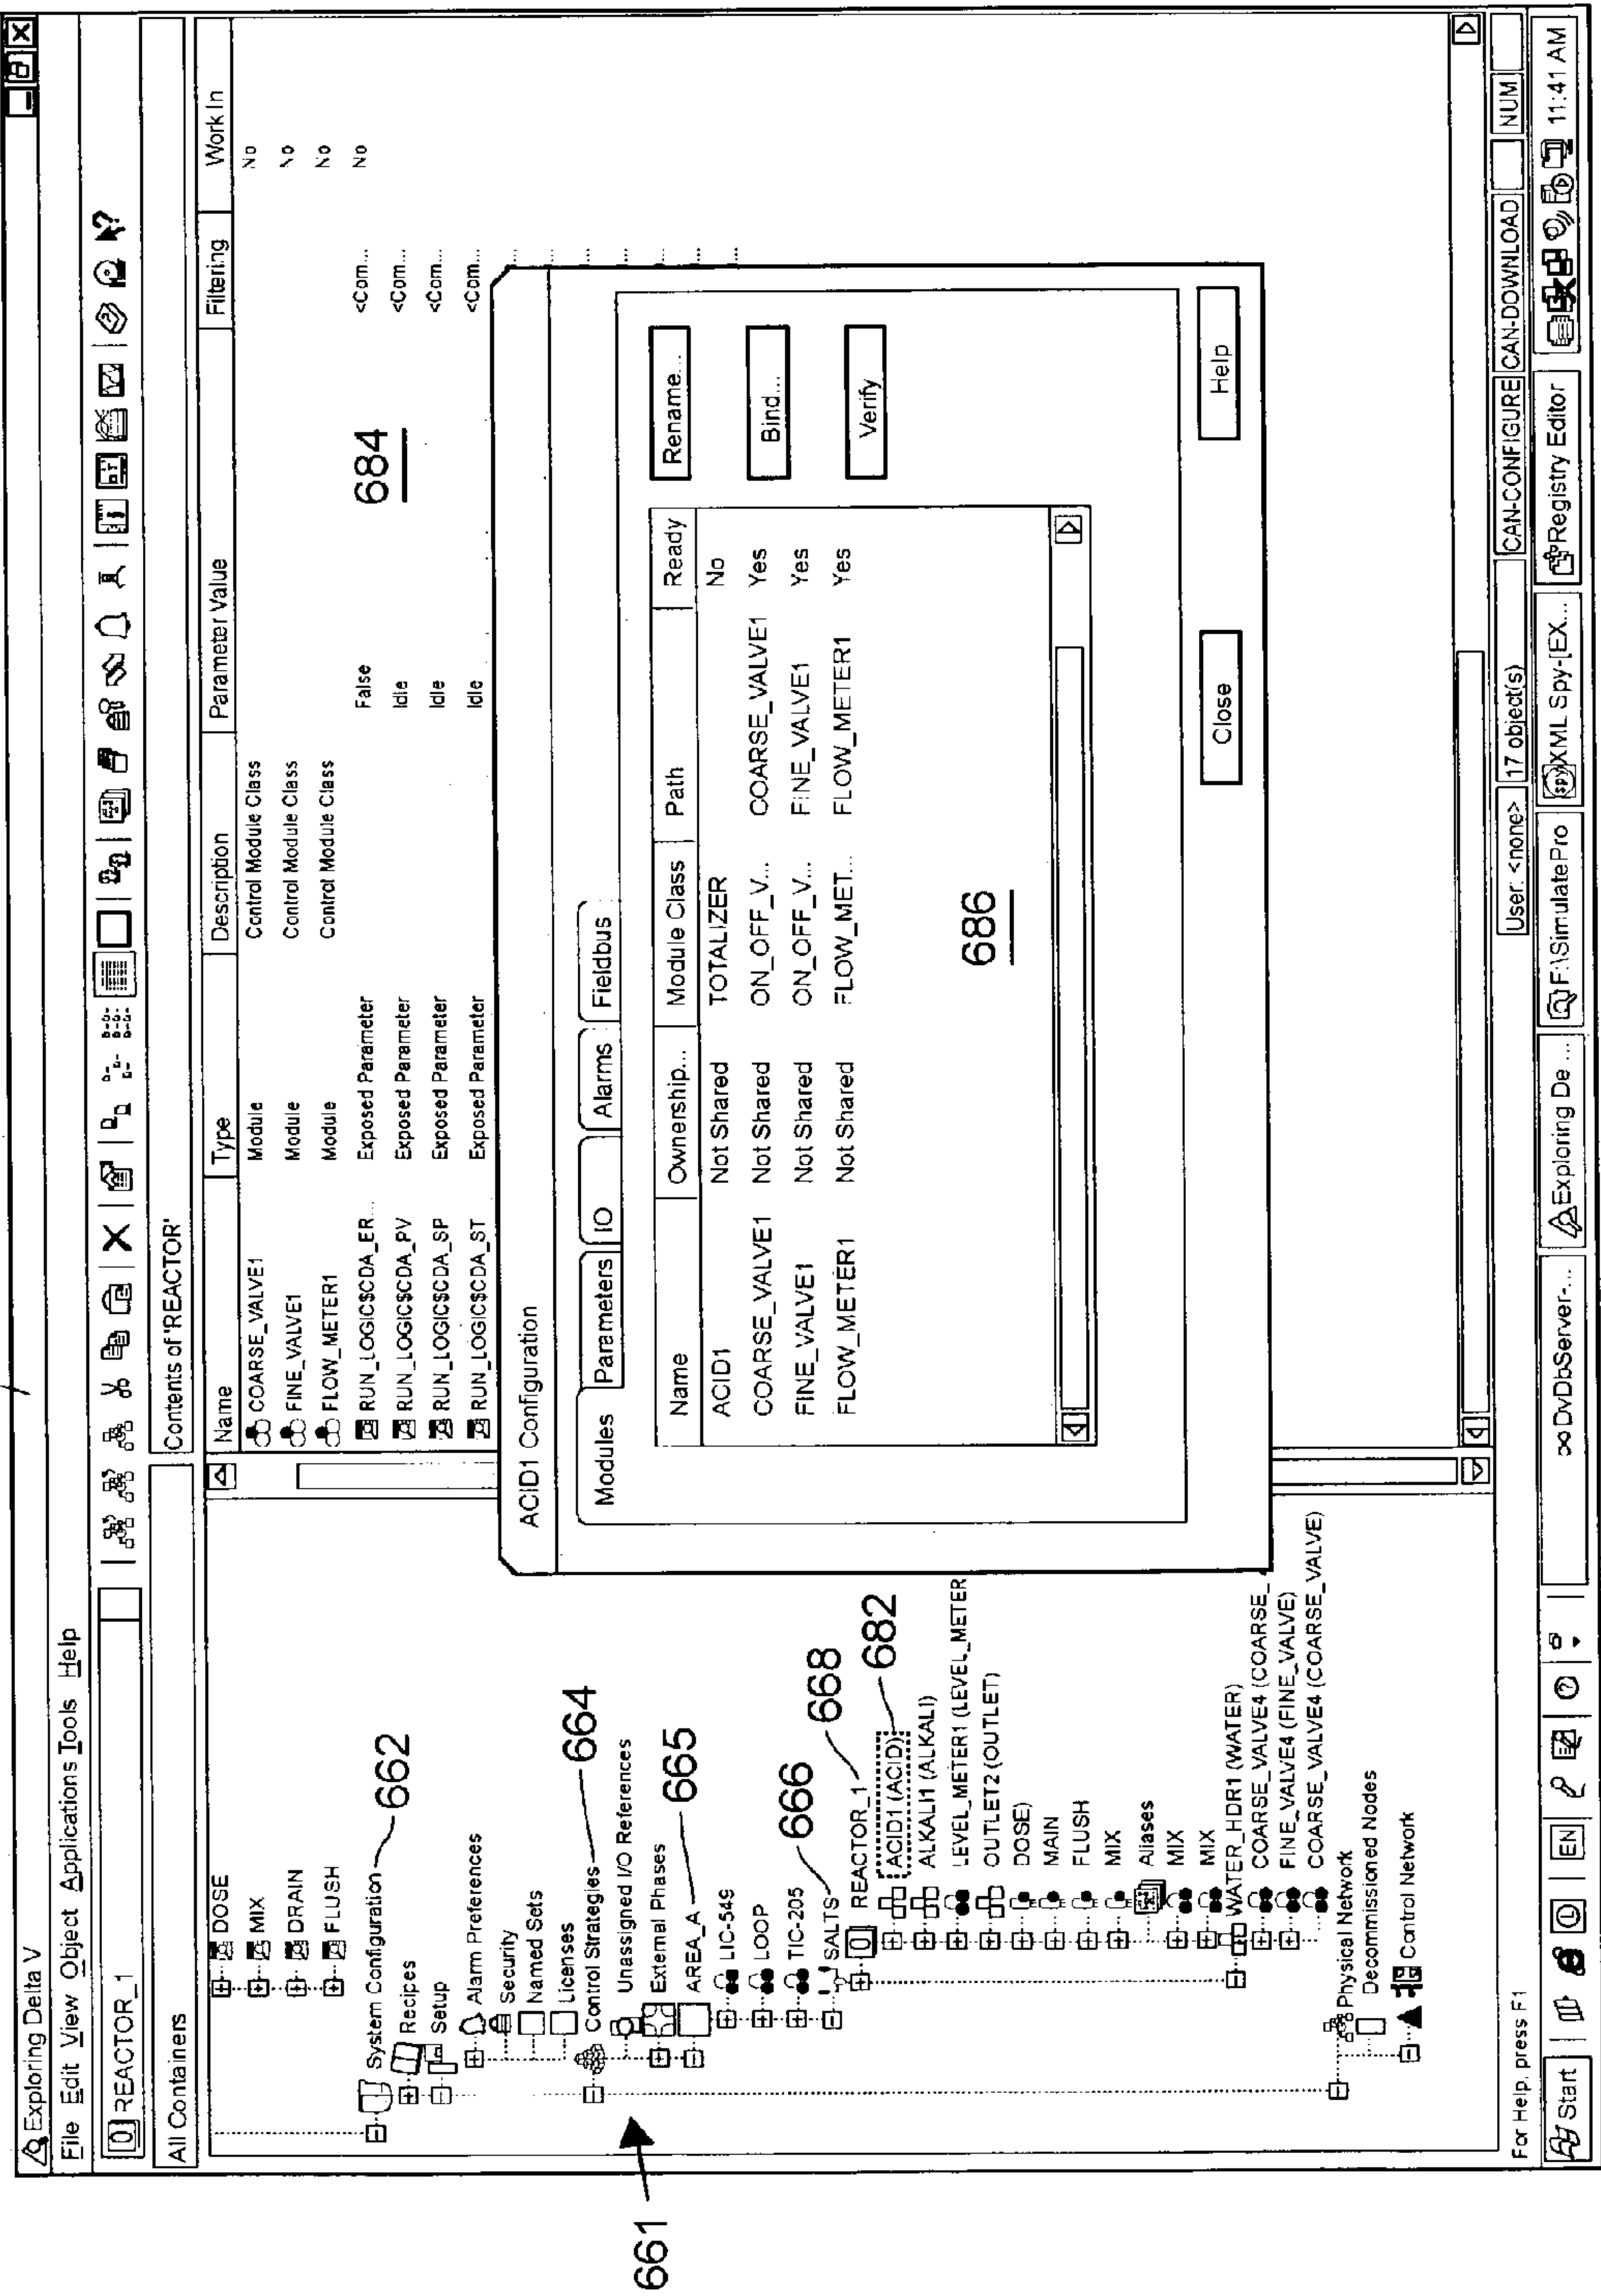 Exploring Delta V
File Edit View Object Applications Tools Help
REACTOR_1
All Containers
Contents of 'REACTOR'
DOSE
MIX
DRAIN
FLUSH
System Configuration
662
Recipes
Setup
Alarm Preferences
Security
Named Sets
Licenses
Control Strategies
664
Unassigned I/O References
External Phases
AREA_A
665
LIC-549
LOOP
TIC-205
SALTS
666
REACTOR_1
668
ACID1 (ACID)
682
ALKALI1 (ALKALI)
LEVEL_METER1 (LEVEL_METER
OUTLET2 (OUTLET)
DOSE)
MAIN
FLUSH
MIX
Aliases
MIX
MIX
WATER_HDR1 (WATER)
COARSE_VALVE4 (COARSE_
FINE_VALVE4 (FINE_VALVE)
COARSE_VALVE4 (COARSE_VALVE)
Physical Network
Decommissioned Nodes
Control Network
661
Name Type Description Parameter Value Filtering Work In
COARSE_VALVE1 Module Control Module Class No
FINE_VALVE1 Module Control Module Class No
FLOW_METER1 Module Control Module Class No
RUN_LOGIC$CDA_ER... Exposed Parameter False <Com... No
RUN_LOGIC$CDA_PV Exposed Parameter Idle <Com...
RUN_LOGIC$CDA_SP Exposed Parameter Idle <Com...
RUN_LOGIC$CDA_ST Exposed Parameter Idle <Com...
684
ACID1 Configuration
Modules Parameters IO Alarms Fieldbus
Name Ownership... Module Class Path Ready
ACID1 Not Shared TOTALIZER No
COARSE_VALVE1 Not Shared ON_OFF_V... COARSE_VALVE1 Yes
FINE_VALVE1 Not Shared ON_OFF_V... FINE_VALVE1 Yes
FLOW_METER1 Not Shared FLOW_MET... FLOW_METER1 Yes
686
Rename...
Bind...
Verify
Close Help
For Help, press F1 User: <none> 17 object(s) CAN-CONFIGURE CAN-DOWNLOAD NUM
Start EN DvDbServer-... Exploring De ... F:\SimulatePro XML Spy-[EX... Registry Editor 11:41 AM